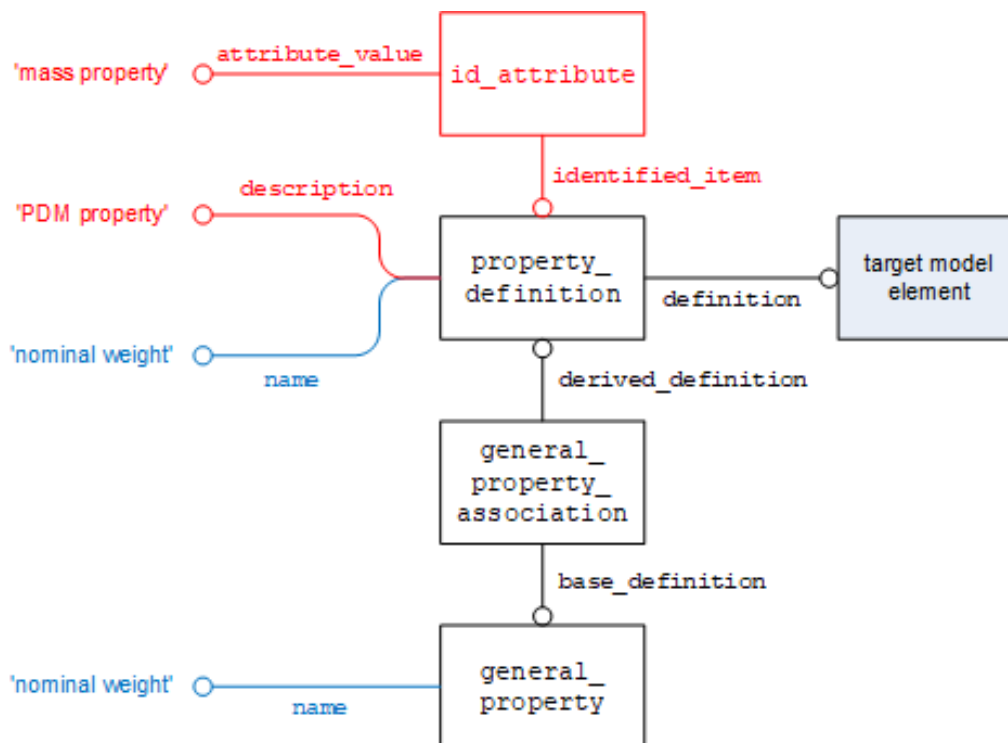 attribute_value
'mass property'
id_attribute
identified_item
description
'PDM property'
property_
definition
definition
target model
element
'nominal weight'
name
derived_definition
general_
property_
association
base_definition
'nominal weight'
name
general_
property